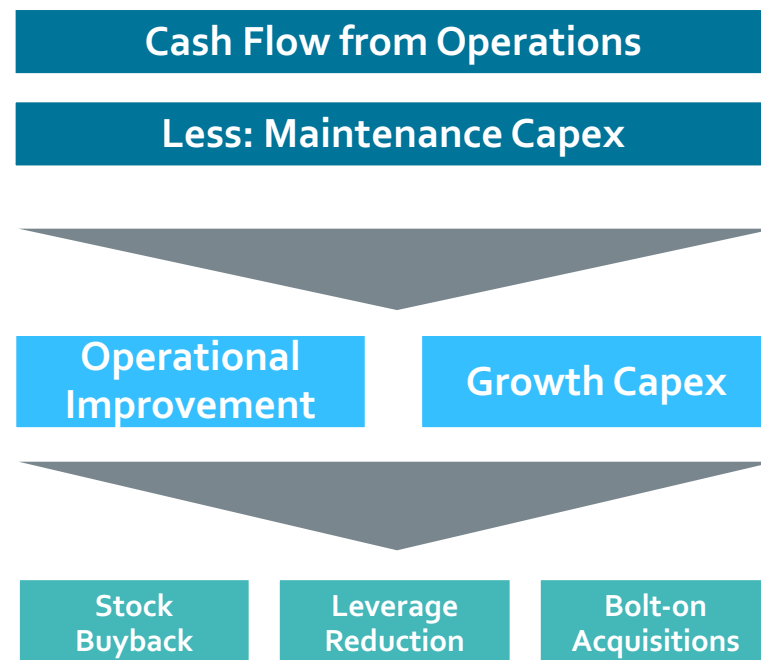 Cash Flow from Operations
Less: Maintenance Capex
Operational
Improvement
Growth Capex
Stock
Buyback
Leverage
Reduction
Bolt-on
Acquisitions